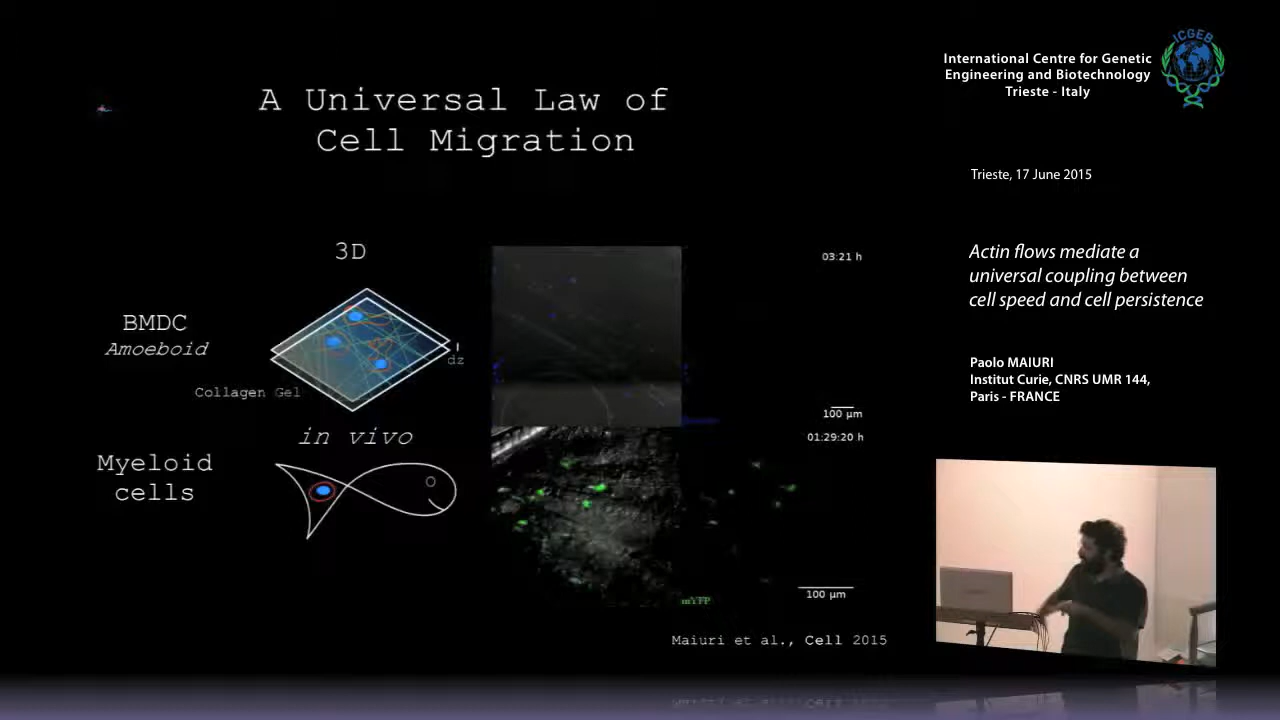 A Universal Law of
Cell Migration
3D
BMDC
Amoeboid
dz
Collagen Gel
in vivo
Myeloid
cells
03:21 h
100 µm
01:29:20 h
100 µm
mYFP
Maiuri et al., Cell 2015
International Centre for Genetic
Engineering and Biotechnology
Trieste - Italy
ICGEB
Trieste, 17 June 2015
Actin flows mediate a
universal coupling between
cell speed and cell persistence
Paolo MAIURI
Institut Curie, CNRS UMR 144,
Paris - FRANCE